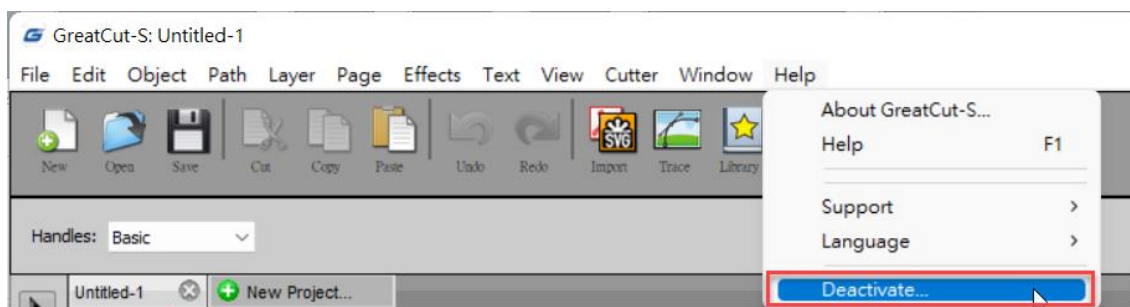 GreatCut-S: Untitled-1
File Edit Object Path Layer Page Effects Text View Cutter Window Help
New Open Save Cut Copy Paste Undo Redo Import Trace Library
SVG
About GreatCut-S...
Help F1
Support >
Language >
Deactivate...
Handles: Basic
Untitled-1 New Project...